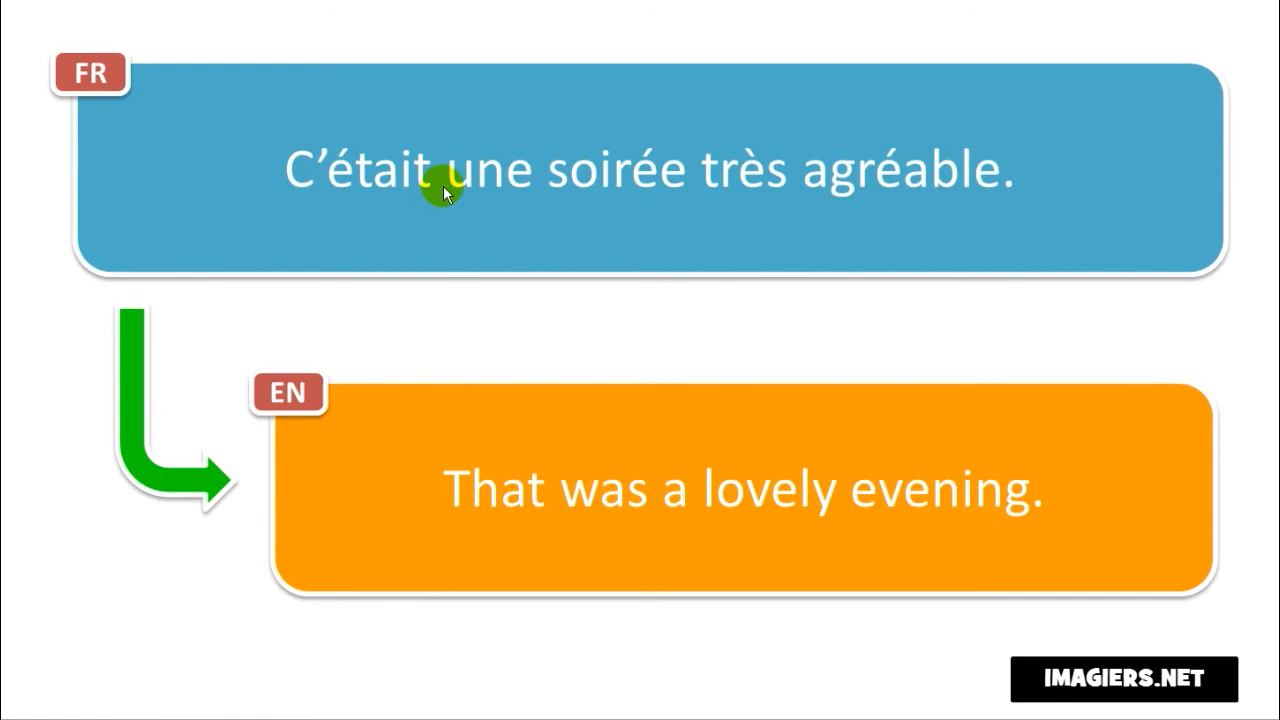 FR
C’était une soirée très agréable.
EN
That was a lovely evening.
IMAGIERS.NET